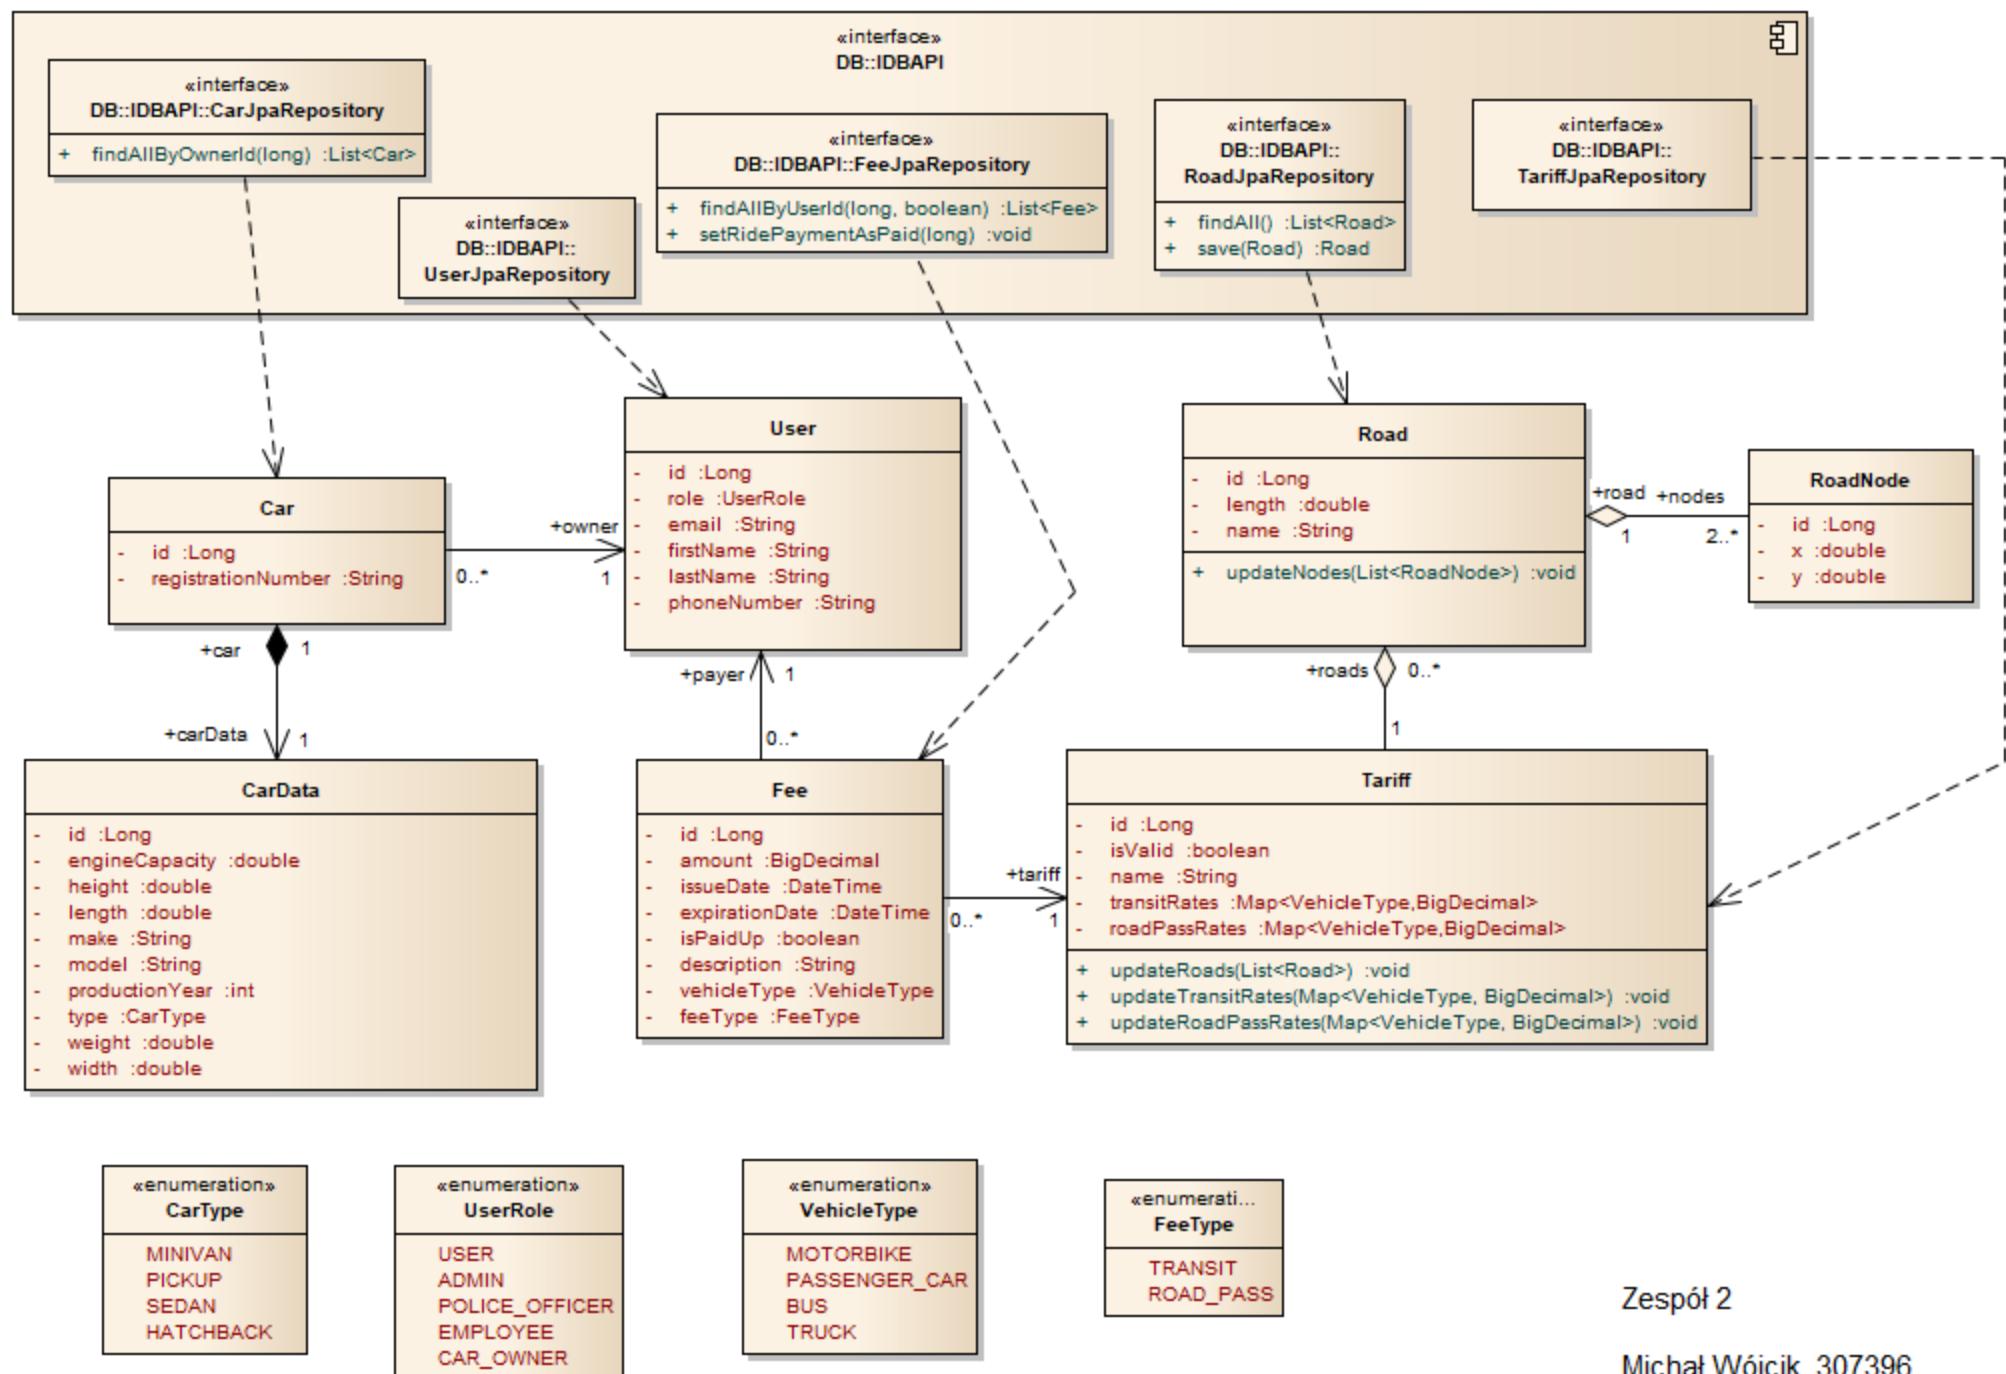 «interface»
DB::IDBAPI
«interface»
DB::IDBAPI::CarJpaRepository
+ findAllByOwnerId(long) :List<Car>
«interface»
DB::IDBAPI::
UserJpaRepository
«interface»
DB::IDBAPI::FeeJpaRepository
+ findAllByUserId(long, boolean) :List<Fee>
+ setRidePaymentAsPaid(long) :void
«interface»
DB::IDBAPI::
RoadJpaRepository
+ findAll() :List<Road>
+ save(Road) :Road
«interface»
DB::IDBAPI::
TariffJpaRepository
Car
- id :Long
- registrationNumber :String
+owner
0..*
1
User
- id :Long
- role :UserRole
- email :String
- firstName :String
- lastName :String
- phoneNumber :String
Road
- id :Long
- length :double
- name :String
+ updateNodes(List<RoadNode>) :void
+road
+nodes
1
2..*
RoadNode
- id :Long
- x :double
- y :double
+car
1
+carData
1
+payer
1
0..*
+roads
0..*
1
CarData
- id :Long
- engineCapacity :double
- height :double
- length :double
- make :String
- model :String
- productionYear :int
- type :CarType
- weight :double
- width :double
Fee
- id :Long
- amount :BigDecimal
- issueDate :DateTime
- expirationDate :DateTime
- isPaidUp :boolean
- description :String
- vehicleType :VehicleType
- feeType :FeeType
+tariff
0..*
1
Tariff
- id :Long
- isValid :boolean
- name :String
- transitRates :Map<VehicleType,BigDecimal>
- roadPassRates :Map<VehicleType,BigDecimal>
+ updateRoads(List<Road>) :void
+ updateTransitRates(Map<VehicleType, BigDecimal>) :void
+ updateRoadPassRates(Map<VehicleType, BigDecimal>) :void
«enumeration»
CarType
MINIVAN
PICKUP
SEDAN
HATCHBACK
«enumeration»
UserRole
USER
ADMIN
POLICE_OFFICER
EMPLOYEE
CAR_OWNER
«enumeration»
VehicleType
MOTORBIKE
PASSENGER_CAR
BUS
TRUCK
«enumerati...
FeeType
TRANSIT
ROAD_PASS
Zespół 2
Michał Wójcik 307396